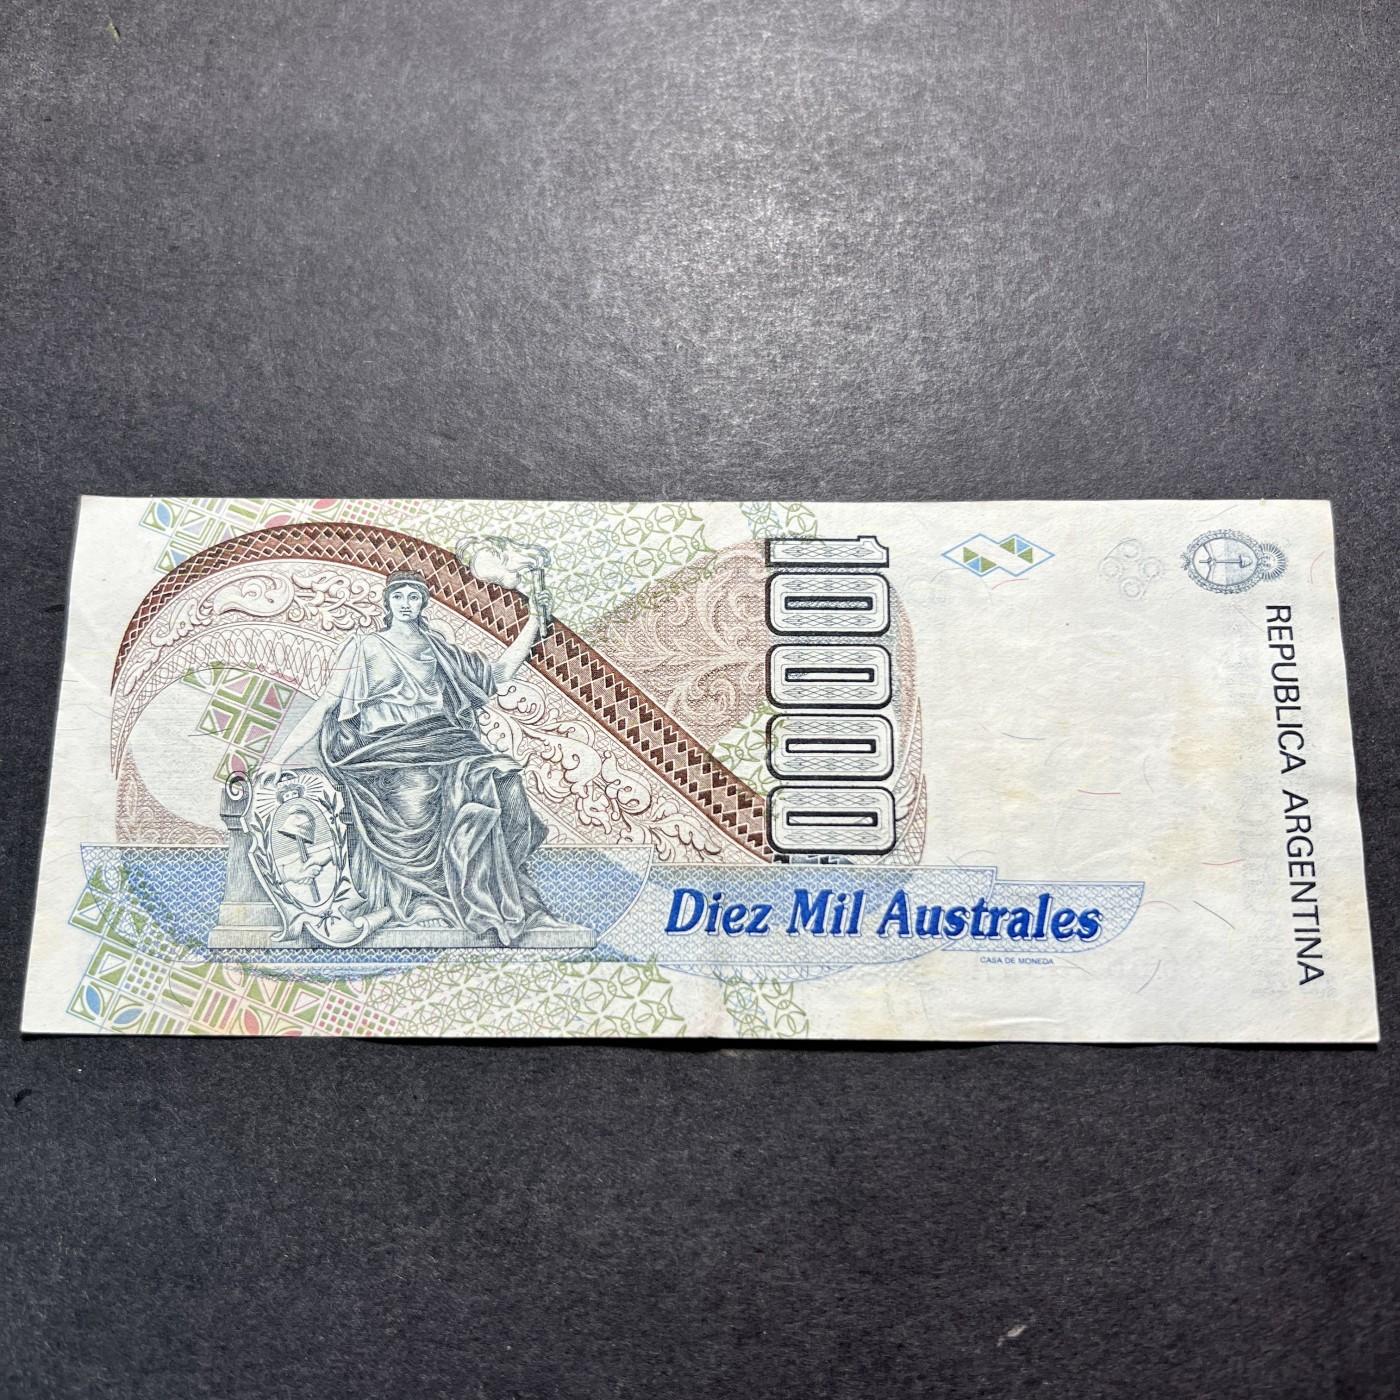 10000
Diez Mil Australes
CASA DE MONEDA
REPUBLICA ARGENTINA